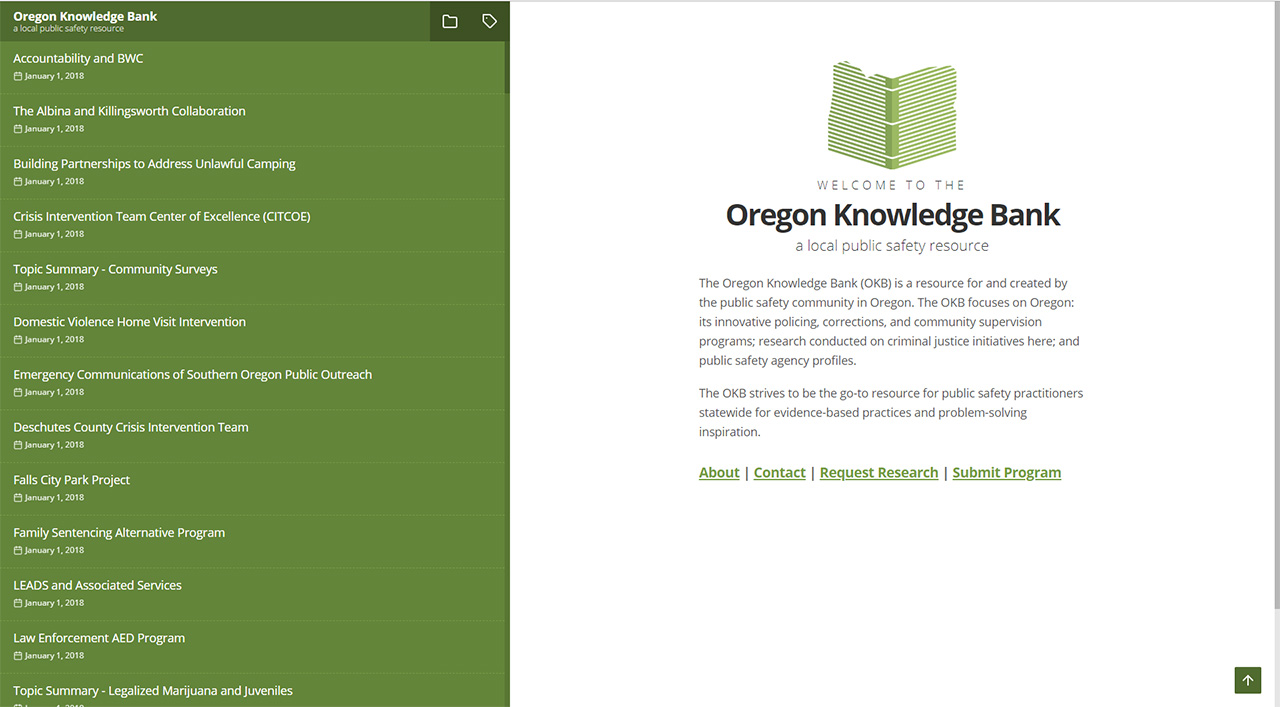 Oregon Knowledge Bank
a local public safety resource
Accountability and BWC
January 1, 2018
The Albina and Killingsworth Collaboration
January 1, 2018
Building Partnerships to Address Unlawful Camping
January 1, 2018
Crisis Intervention Team Center of Excellence (CITCOE)
January 1, 2018
Topic Summary - Community Surveys
January 1, 2018
Domestic Violence Home Visit Intervention
January 1, 2018
Emergency Communications of Southern Oregon Public Outreach
January 1, 2018
Deschutes County Crisis Intervention Team
January 1, 2018
Falls City Park Project
January 1, 2018
Family Sentencing Alternative Program
January 1, 2018
LEADS and Associated Services
January 1, 2018
Law Enforcement AED Program
January 1, 2018
Topic Summary - Legalized Marijuana and Juveniles
WELCOME TO THE
Oregon Knowledge Bank
a local public safety resource
The Oregon Knowledge Bank (OKB) is a resource for and created by
the public safety community in Oregon. The OKB focuses on Oregon:
its innovative policing, corrections, and community supervision
programs; research conducted on criminal justice initiatives here; and
public safety agency profiles.
The OKB strives to be the go-to resource for public safety practitioners
statewide for evidence-based practices and problem-solving
inspiration.
About | Contact | Request Research | Submit Program